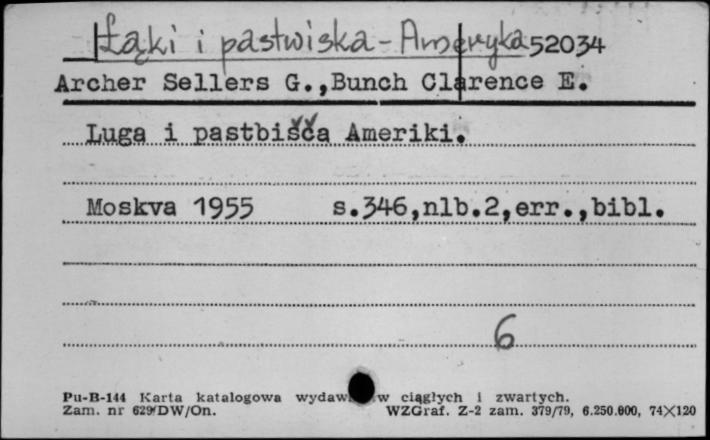 Łąki i pastwiska - Ameryka 52034
Archer Sellers G.,Bunch Clarence E.
Luga i pastbišča Ameriki.
Moskva 1955 s.346,nlb.2,err.,bibl.
6
Pu-B-144 Karta katalogowa wydaw w ciągłych i zwartych.
Zam. nr 629/DW/On. WZGraf. Z-2 zam. 379/79, 6.250.000, 74×120